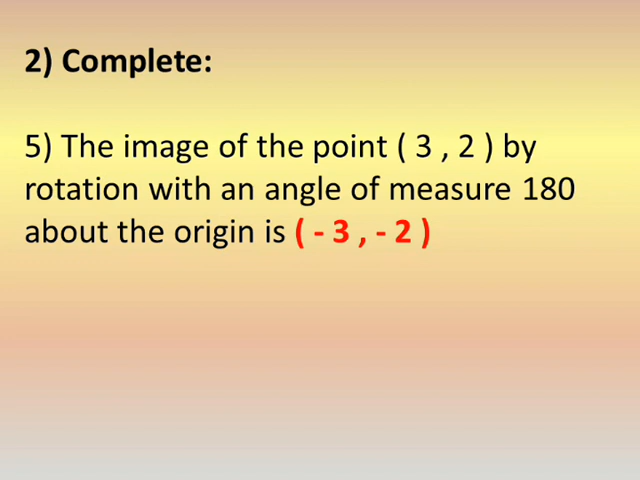 2) Complete:
5) The image of the point ( 3 , 2 ) by
rotation with an angle of measure 180
about the origin is ( - 3 , - 2 )